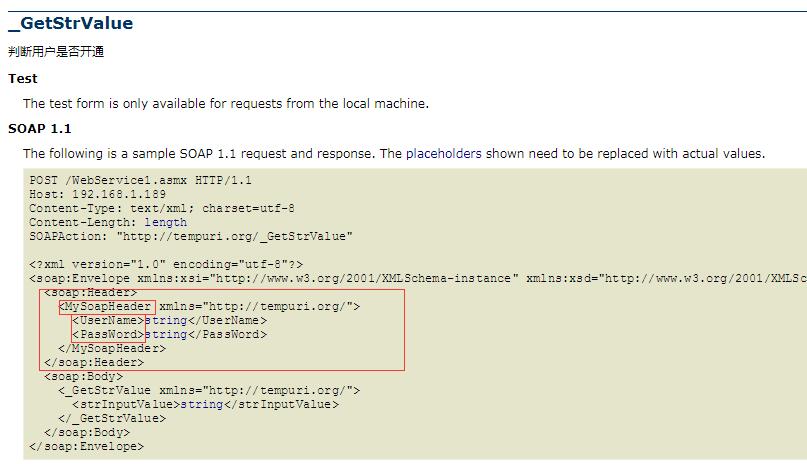 _GetStrValue
判断用户是否开通
Test
The test form is only available for requests from the local machine.
SOAP 1.1
The following is a sample SOAP 1.1 request and response. The placeholders shown need to be replaced with actual values.
POST /WebService1.asmx HTTP/1.1
Host: 192.168.1.189
Content-Type: text/xml; charset=utf-8
Content-Length: length
SOAPAction: "http://tempuri.org/_GetStrValue"
<?xml version="1.0" encoding="utf-8"?>
<soap:Envelope xmlns:xsi="http://www.w3.org/2001/XMLSchema-instance" xmlns:xsd="http://www.w3.org/2001/XMLSc
<soap:Header>
<MySoapHeader xmlns="http://tempuri.org/">
<UserName>string</UserName>
<PassWord>string</PassWord>
</MySoapHeader>
</soap:Header>
<soap:Body>
<_GetStrValue xmlns="http://tempuri.org/">
<strInputValue>string</strInputValue>
</_GetStrValue>
</soap:Body>
</soap:Envelope>